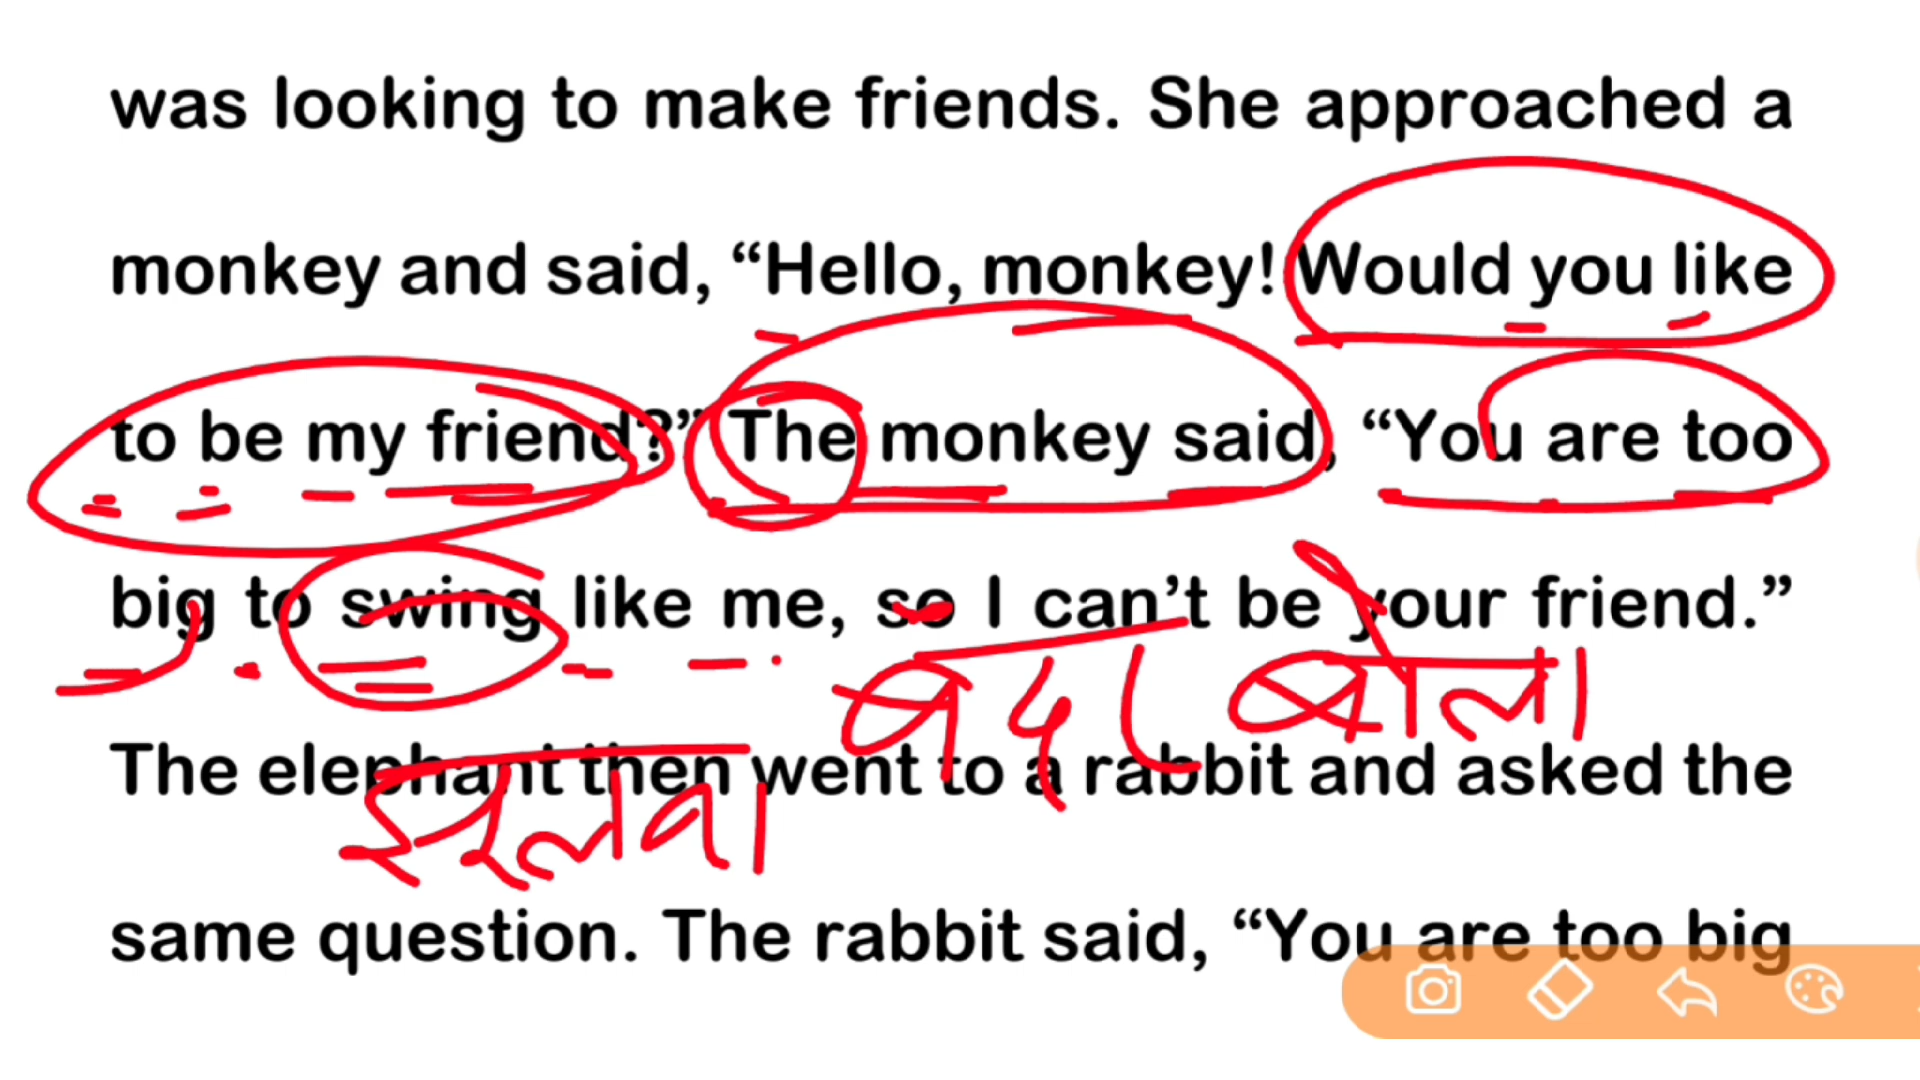 was looking to make friends. She approached a
monkey and said, “Hello, monkey! Would you like
to be my friend?” The monkey said, “You are too
big to swing like me, so I can’t be your friend.”
बोला
The elephant then went to a rabbit and asked the
same question. The rabbit said, “You are too big